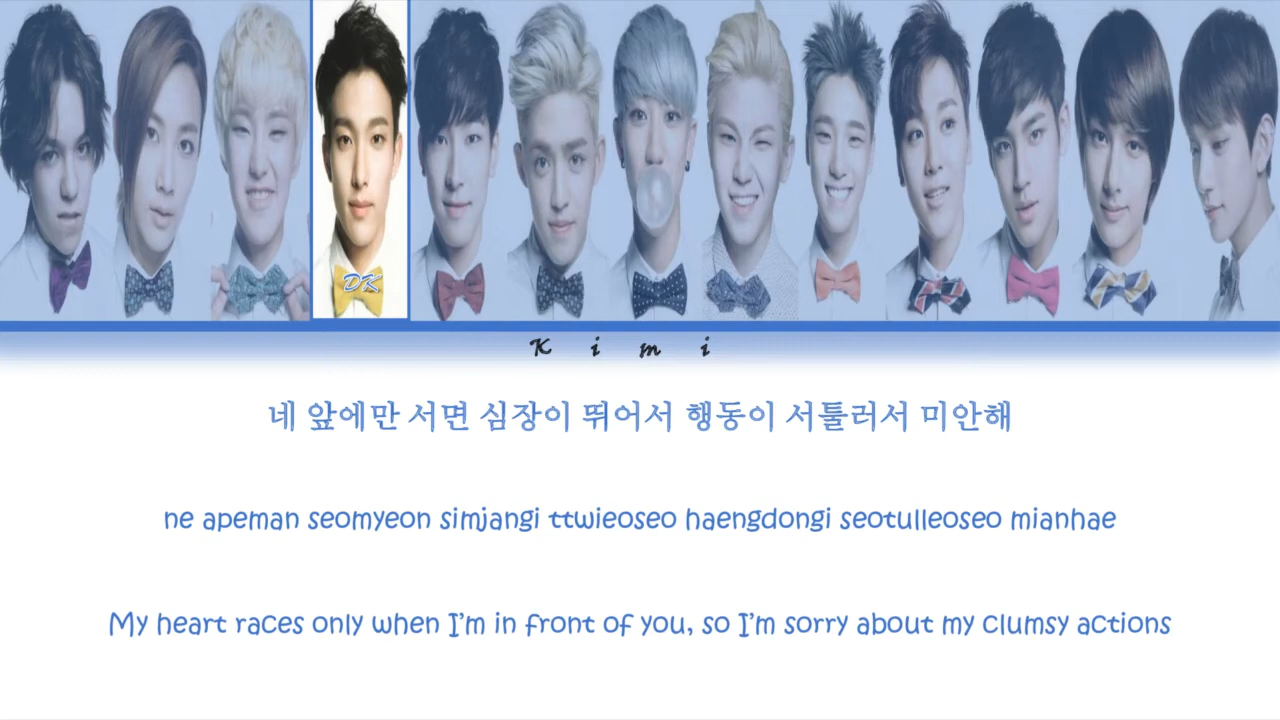 DK
Kimi
네 앞에만 서면 심장이 뛰어서 행동이 서툴러서 미안해
ne apeman seomyeon simjangi ttwieoseo haengdongi seotulleoseo mianhae
My heart races only when I’m in front of you, so I’m sorry about my clumsy actions